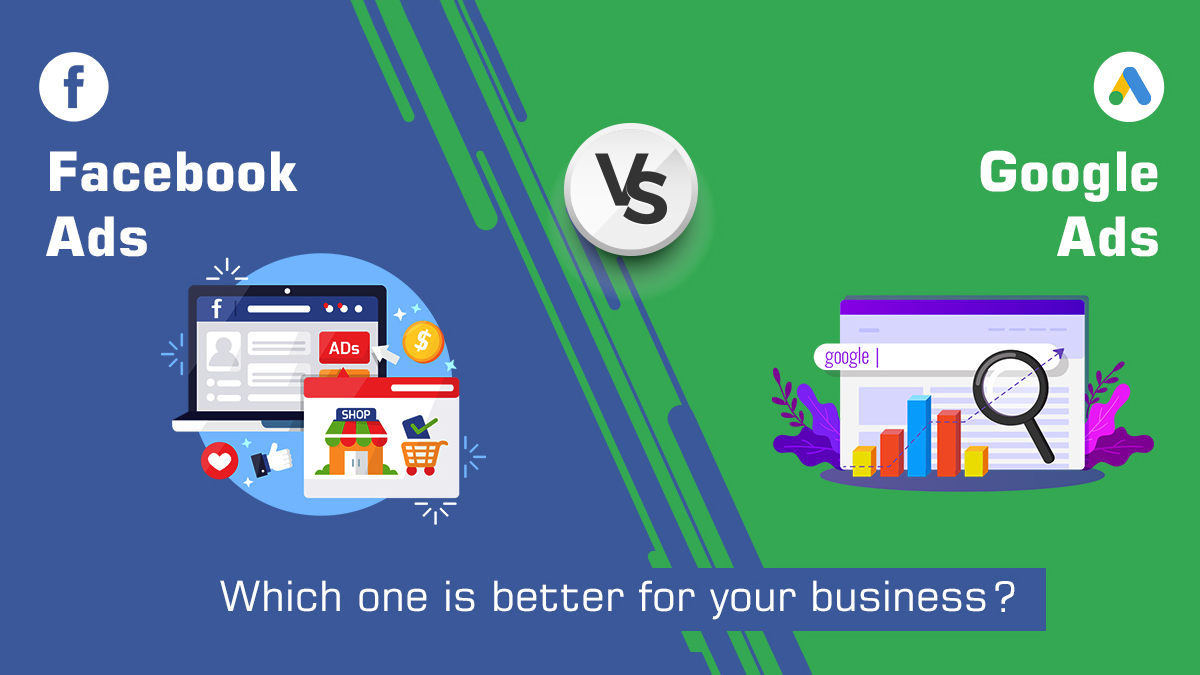 f
Facebook
Ads
VS
Google
Ads
f
ADs
SHOP
$
google |
Which one is better for your business?